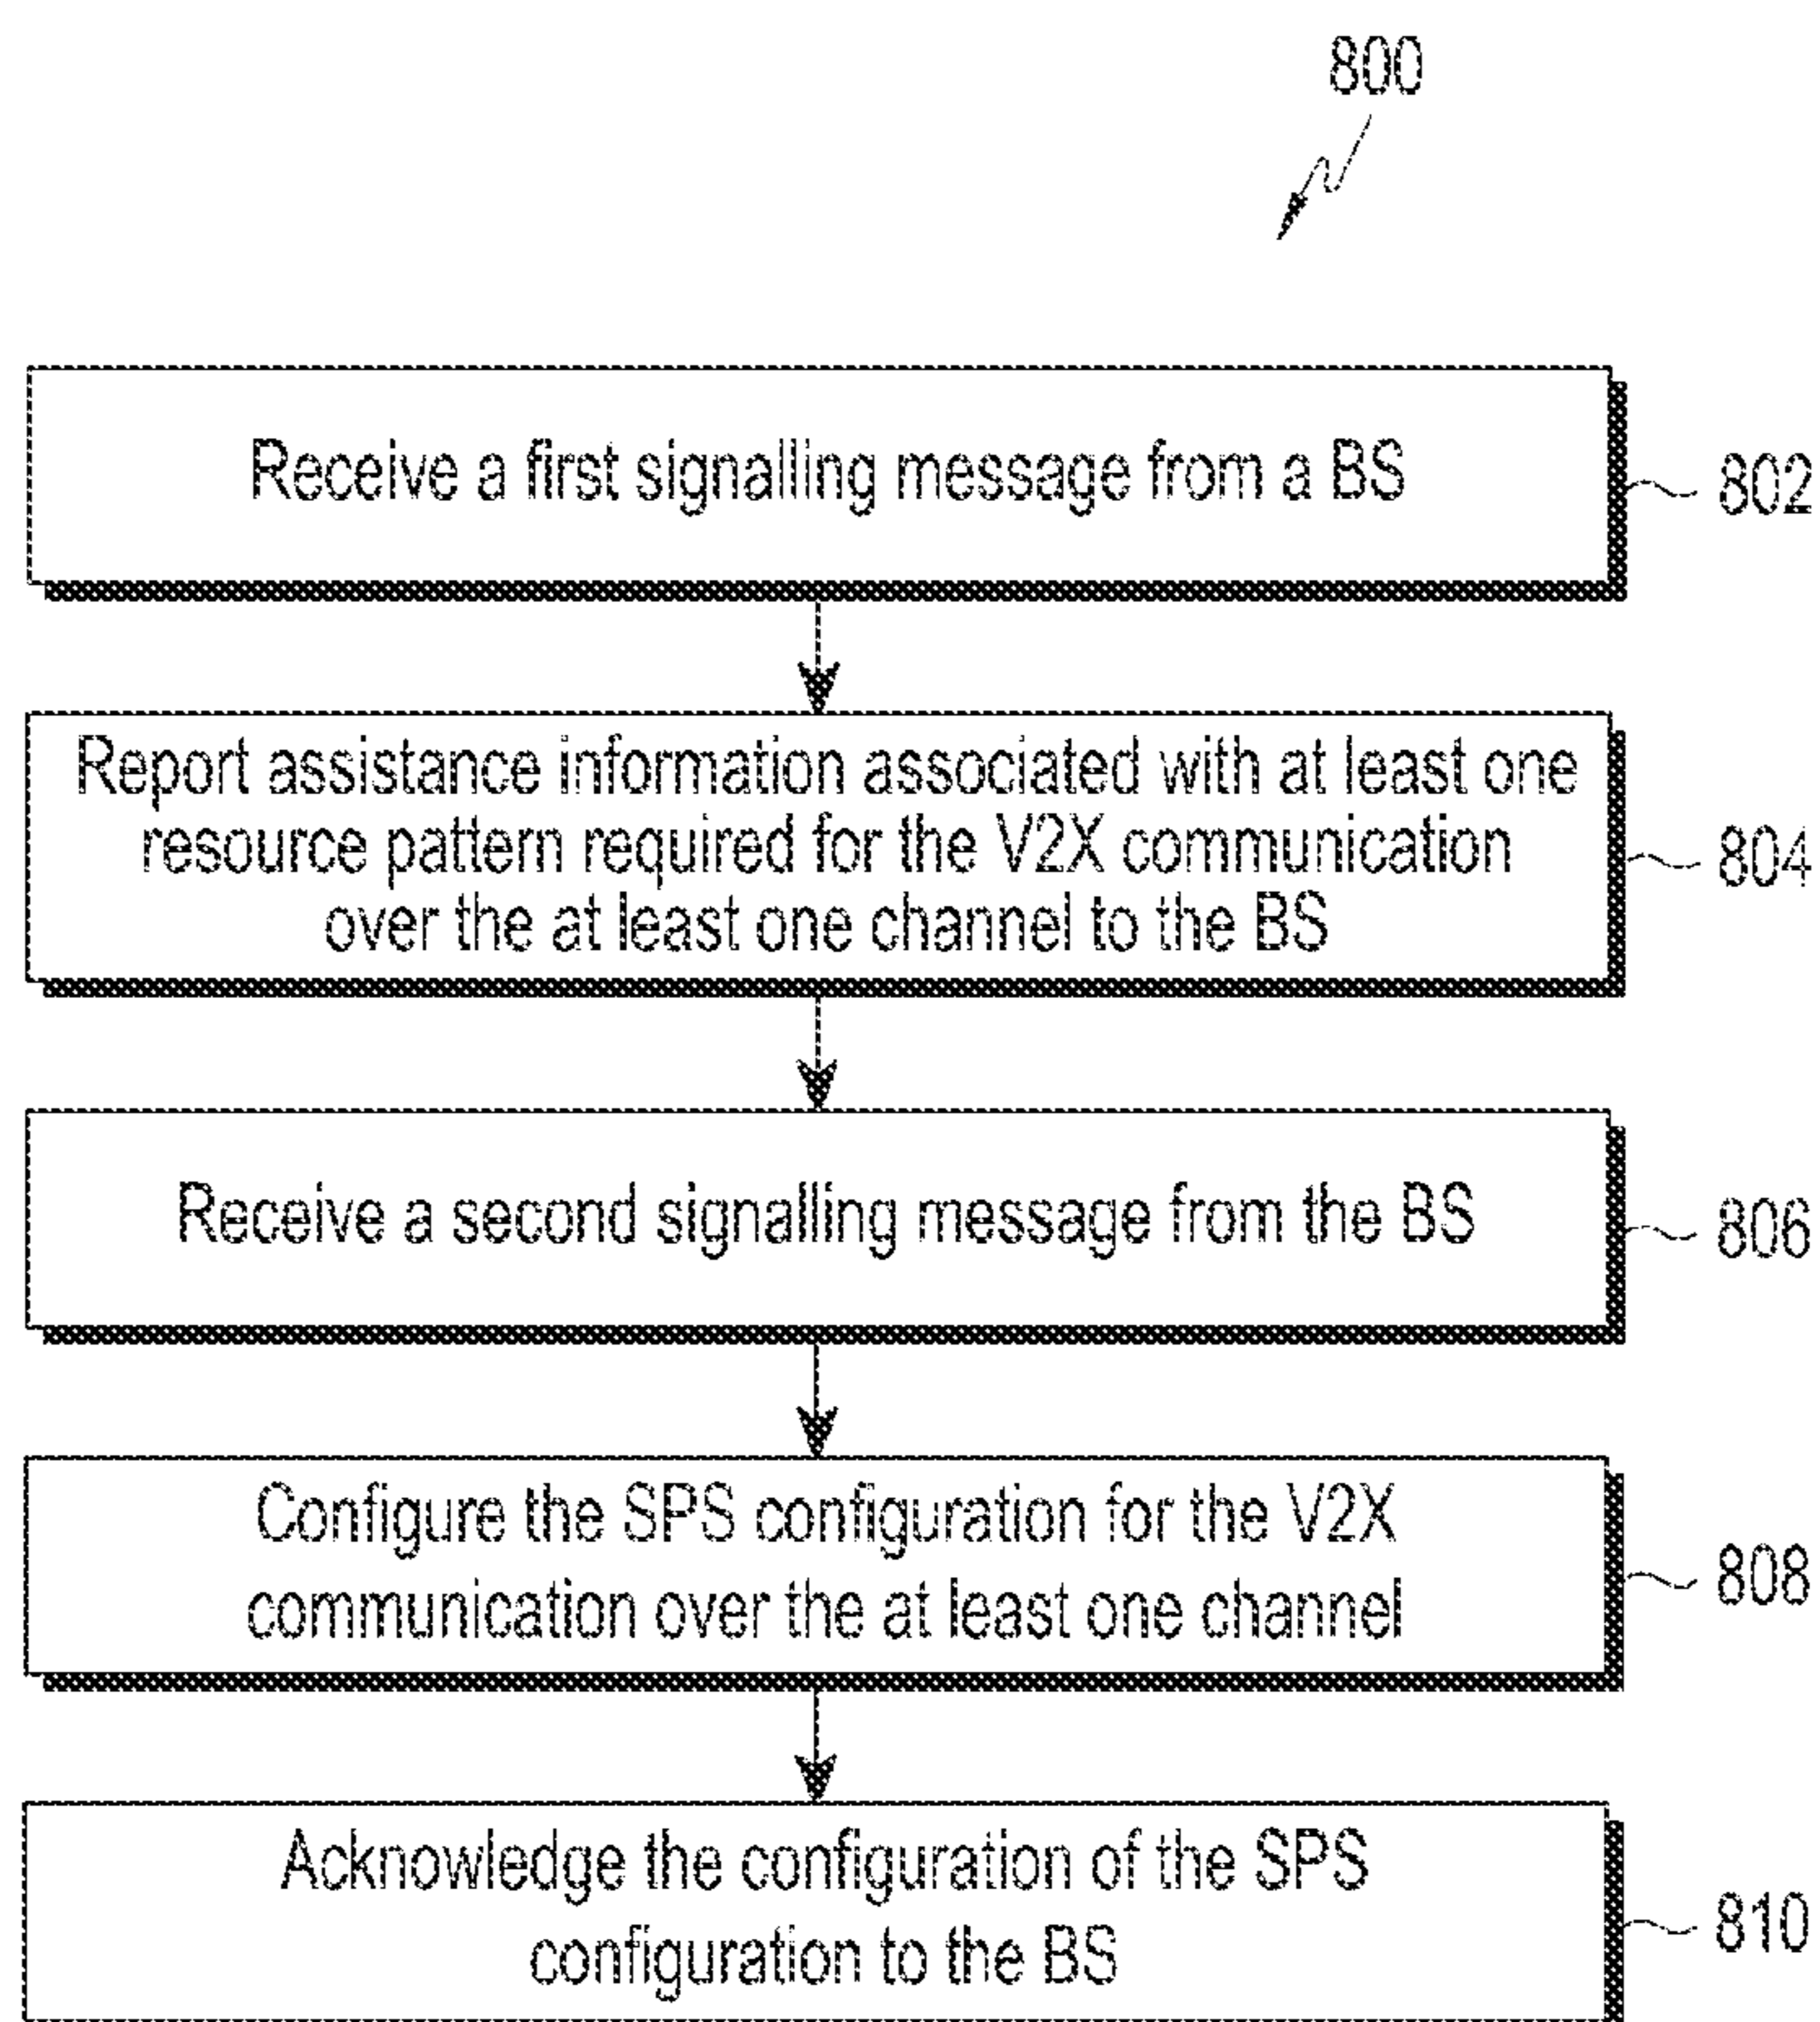 800
Receive a first signalling message from a BS
802
Report assistance information associated with at least one
resource pattern required for the V2X communication
over the at least one channel to the BS
804
Receive a second signalling message from the BS
806
Configure the SPS configuration for the V2X
communication over the at least one channel
808
Acknowledge the configuration of the SPS
configuration to the BS
810